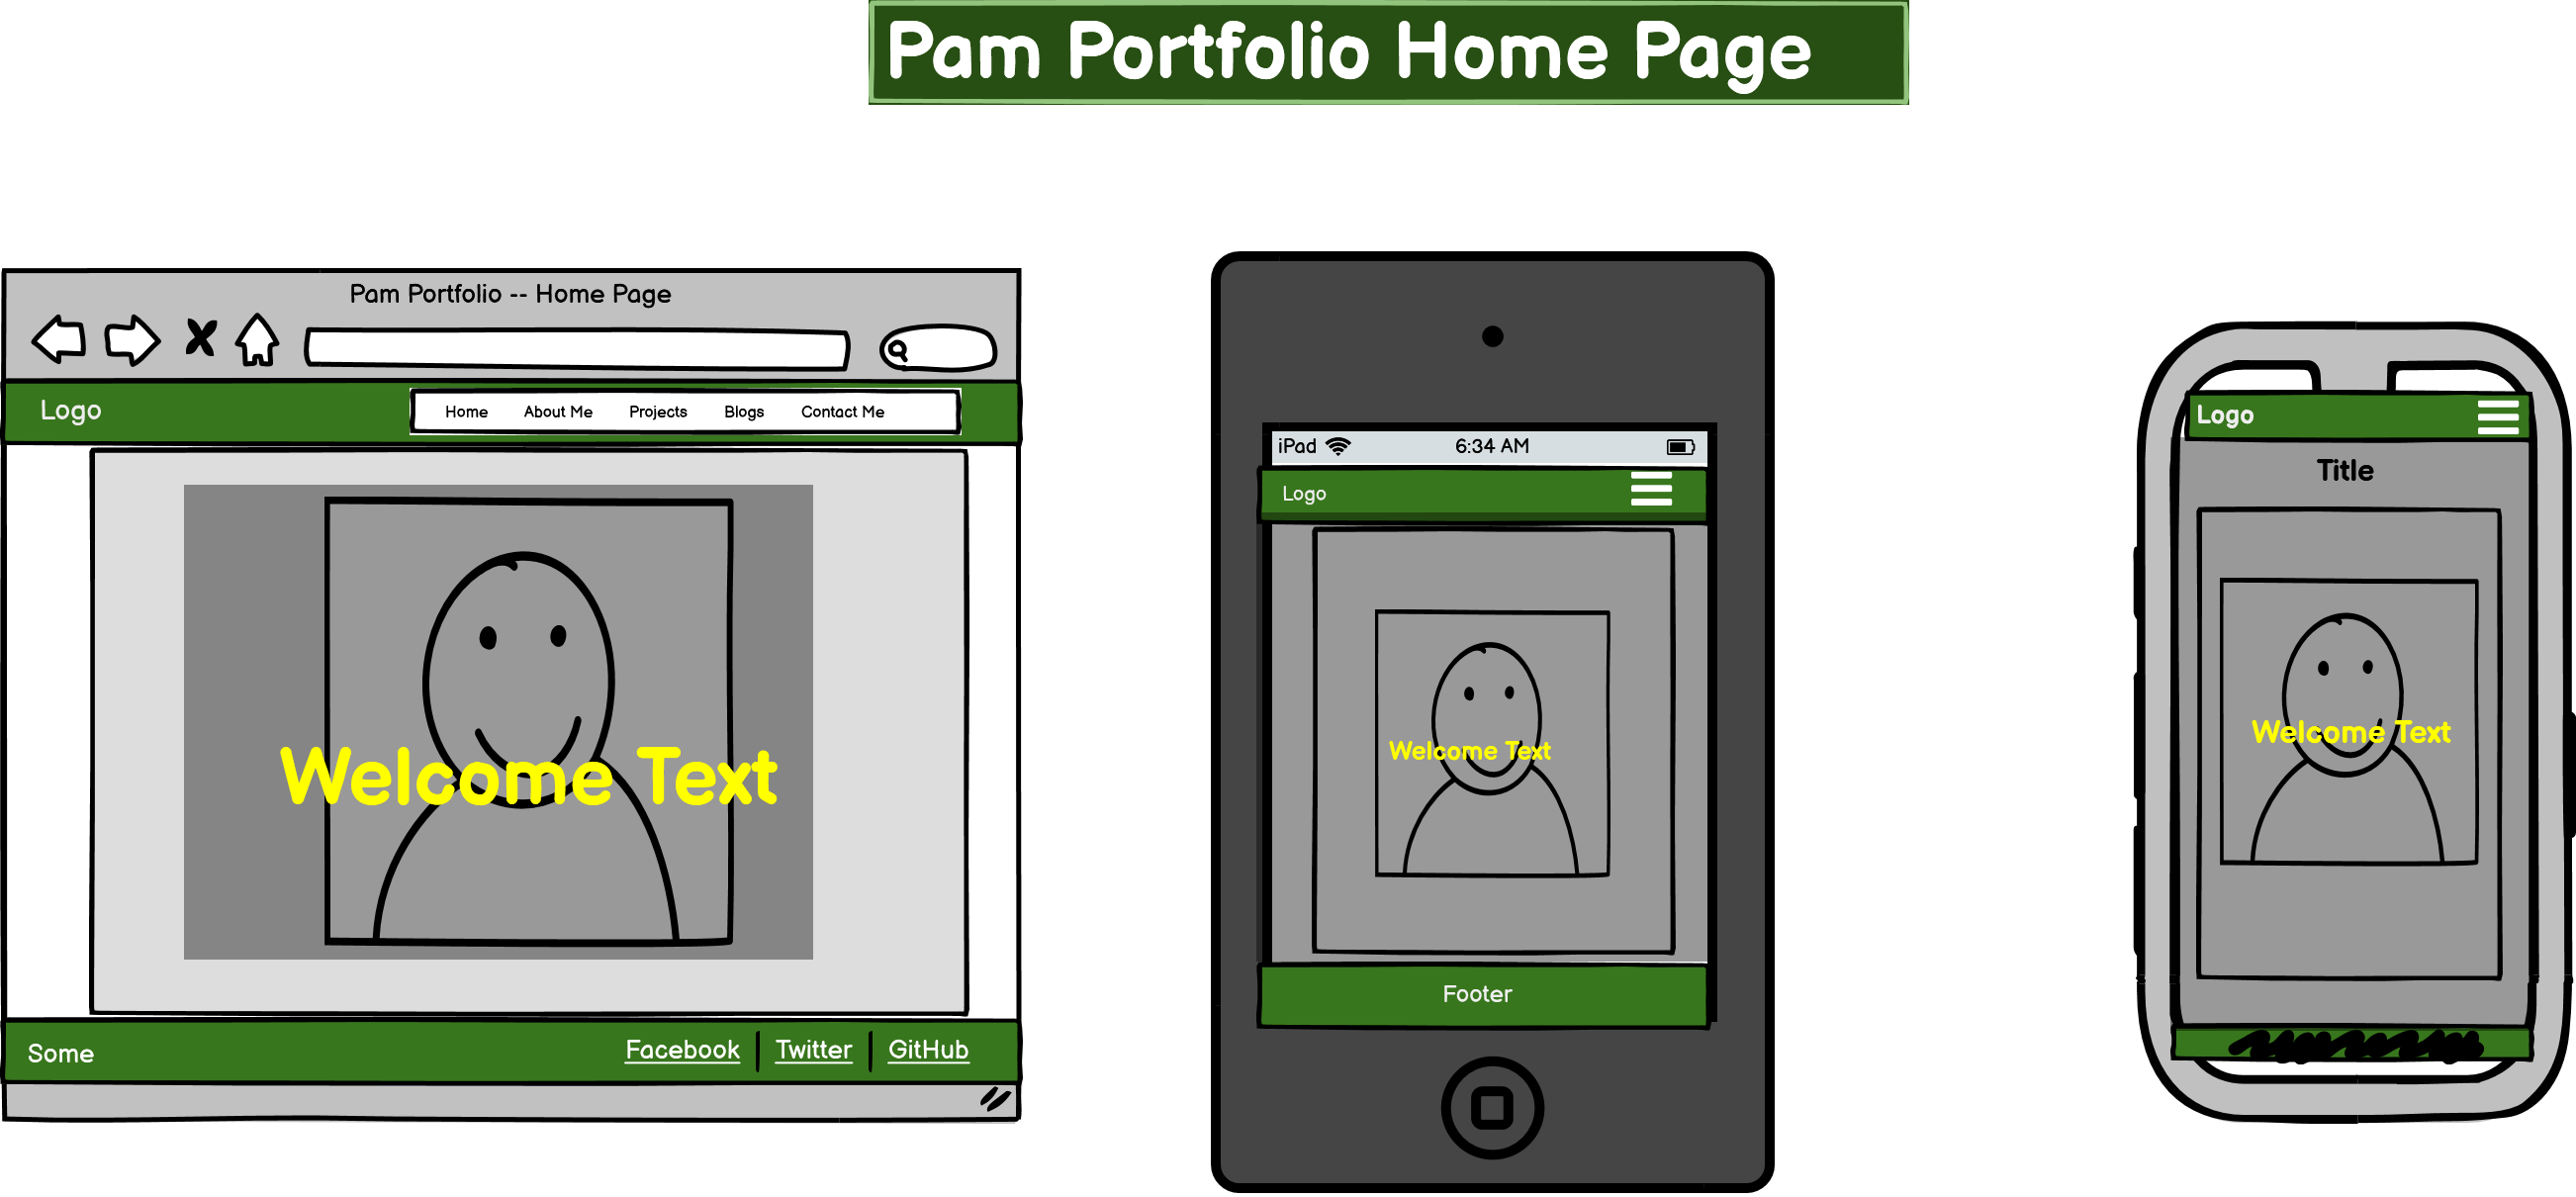 Pam Portfolio Home Page
Pam Portfolio -- Home Page
Logo
Home About Me Projects Blogs Contact Me
Welcome Text
Some
Facebook Twitter GitHub
iPad 6:34 AM
Logo
Welcome Text
Footer
Logo
Title
Welcome Text